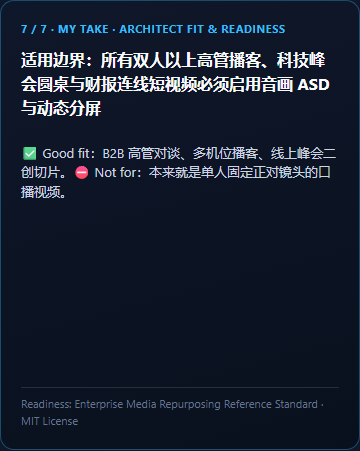 7 / 7 · MY TAKE · ARCHITECT FIT & READINESS
适用边界：所有双人以上高管播客、科技峰
会圆桌与财报连线短视频必须启用音画 ASD
与动态分屏
✅ Good fit：B2B 高管对谈、多机位播客、线上峰会二
创切片。⛔ Not for：本来就是单人固定正对镜头的口
播视频。
Readiness: Enterprise Media Repurposing Reference Standard ·
MIT License